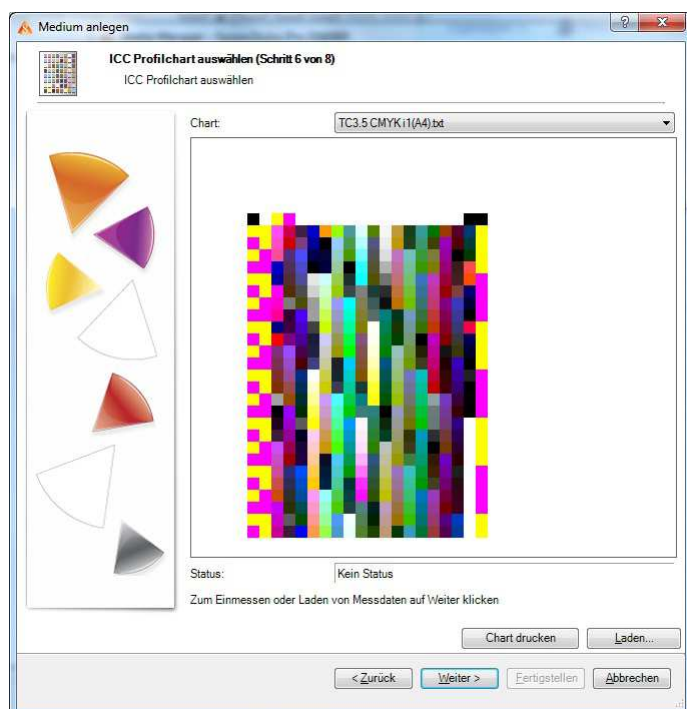 Medium anlegen
ICC Profilchart auswählen (Schritt 6 von 8)
ICC Profilchart auswählen
Chart: TC3.5 CMYK i1(A4).txt
Status: Kein Status
Zum Einmessen oder Laden von Messdaten auf Weiter klicken
Chart drucken Laden...
< Zurück Weiter > Fertigstellen Abbrechen